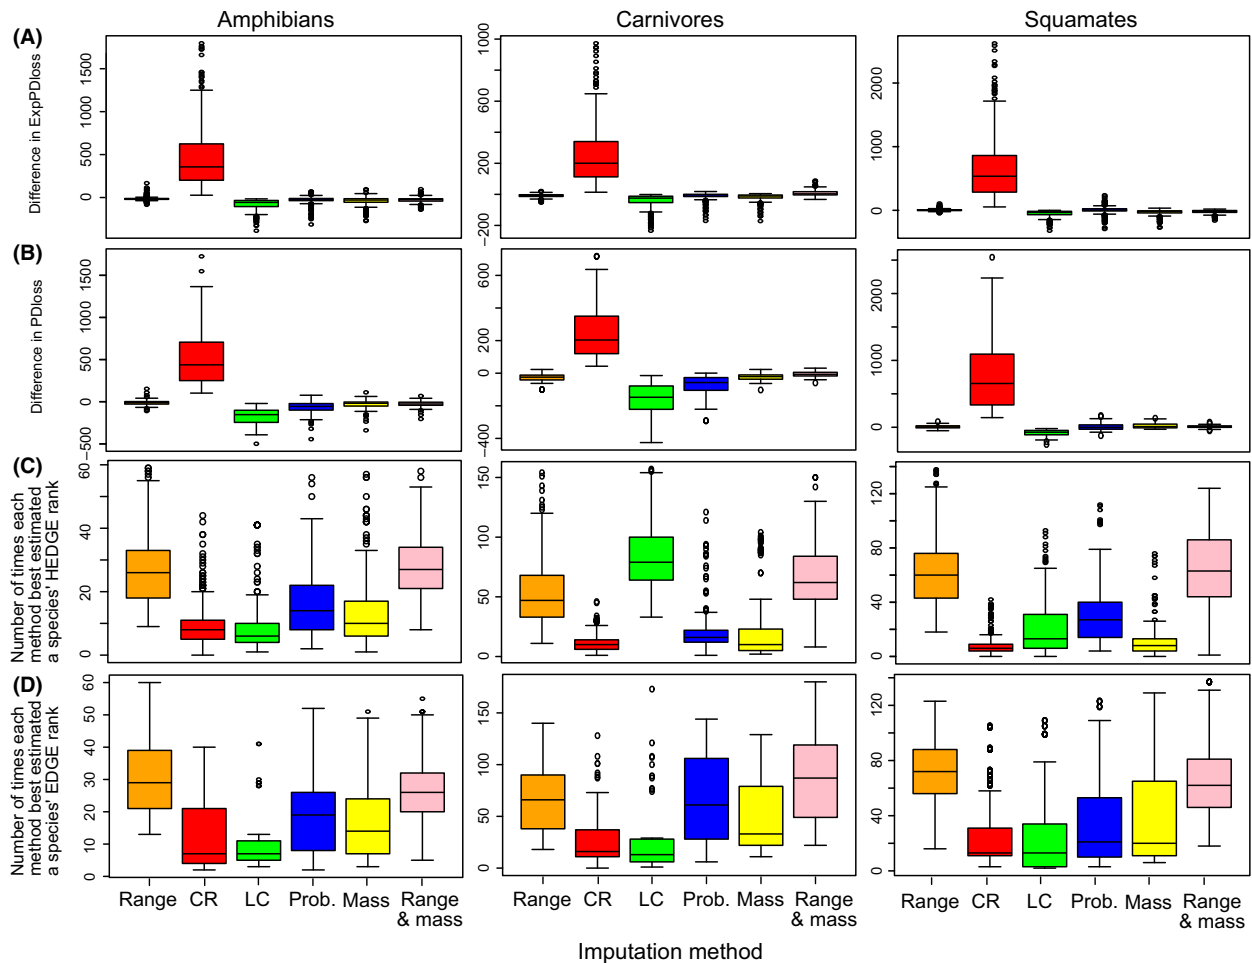 Amphibians Carnivores Squamates
(A)
Difference in ExpPDloss
0 500 1000 1500
−200 200 600 1000
0 1000 2000
(B)
Difference in PDloss
−500 0 500 1000 1500
−400 0 200 600
0 1000 2000
(C)
Number of times each
method best estimated
a species' HEDGE rank
0 20 40 60
0 50 100 150
0 40 80 120
(D)
Number of times each
method best estimated
a species' EDGE rank
0 10 20 30 40 50 60
0 50 100 150
0 40 80 120
Range CR LC Prob. Mass Range
& mass
Range CR LC Prob. Mass Range
& mass
Range CR LC Prob. Mass Range
& mass
Imputation method